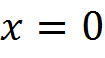 x = 0